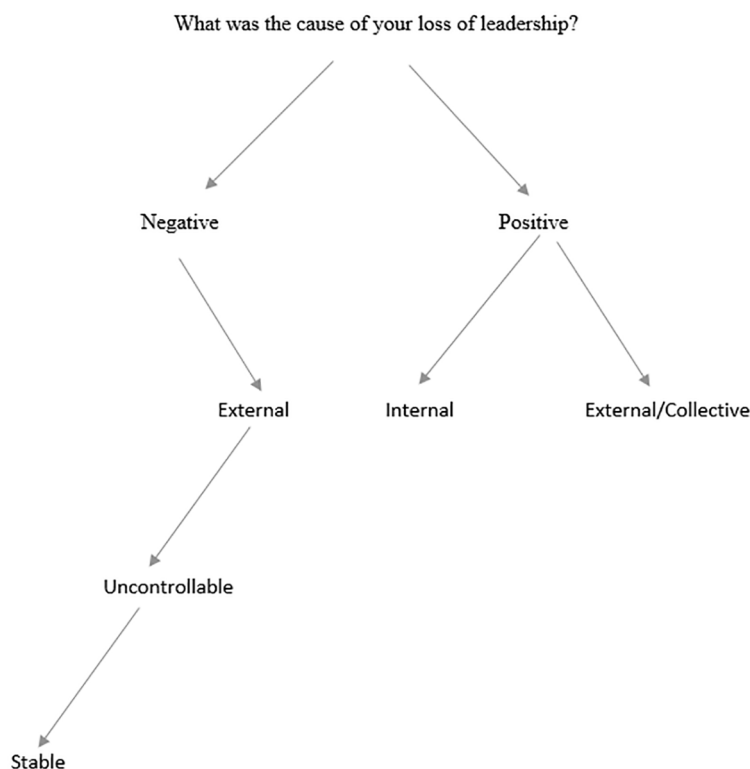 What was the cause of your loss of leadership?
Negative
Positive
External
Internal
External/Collective
Uncontrollable
Stable